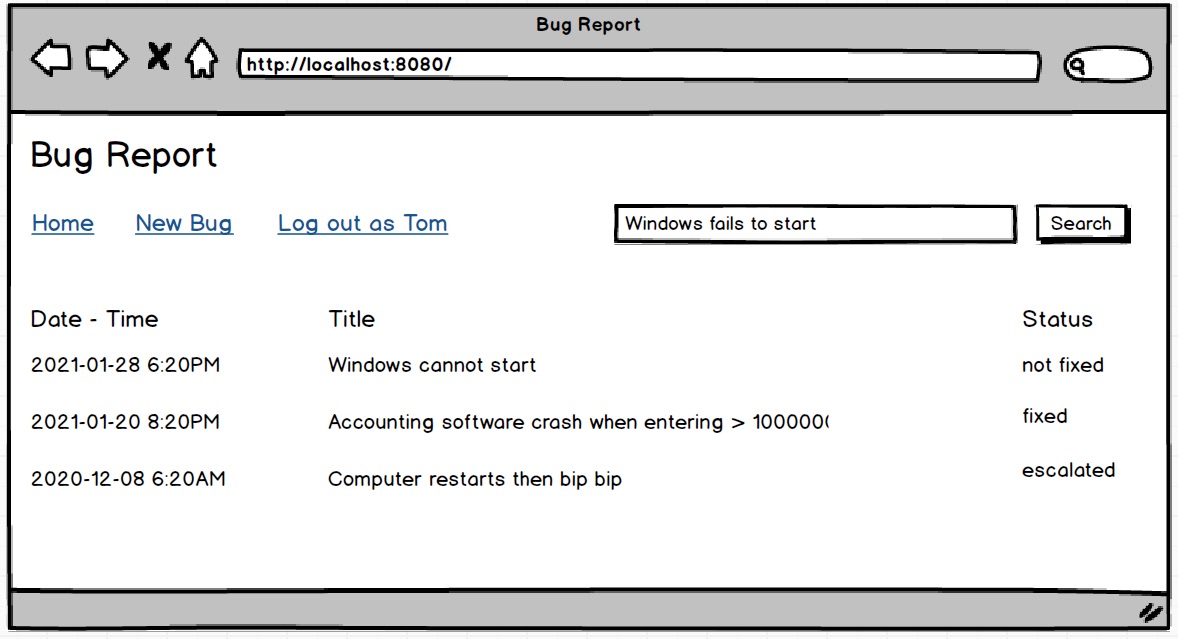 Bug Report
http://localhost:8080/
Bug Report
Home New Bug Log out as Tom Windows fails to start Search
Date - Time Title Status
2021-01-28 6:20PM Windows cannot start not fixed
2021-01-20 8:20PM Accounting software crash when entering > fixed
2020-12-08 6:20AM Computer restarts then bip bip escalated